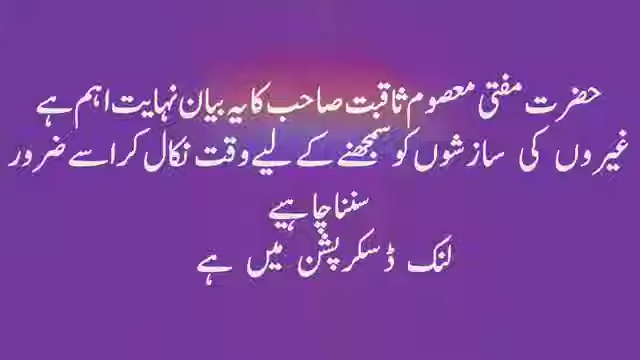 حضرت مفتی معصوم ثاقبت صاحب کا یہ بیان نہایت اہم ہے
غیروں کی سازشوں کو سمجھنے کے لیے وقت نکال کر اسے ضرور
سننا چاہیے
لنک ڈسکرپشن میں ہے